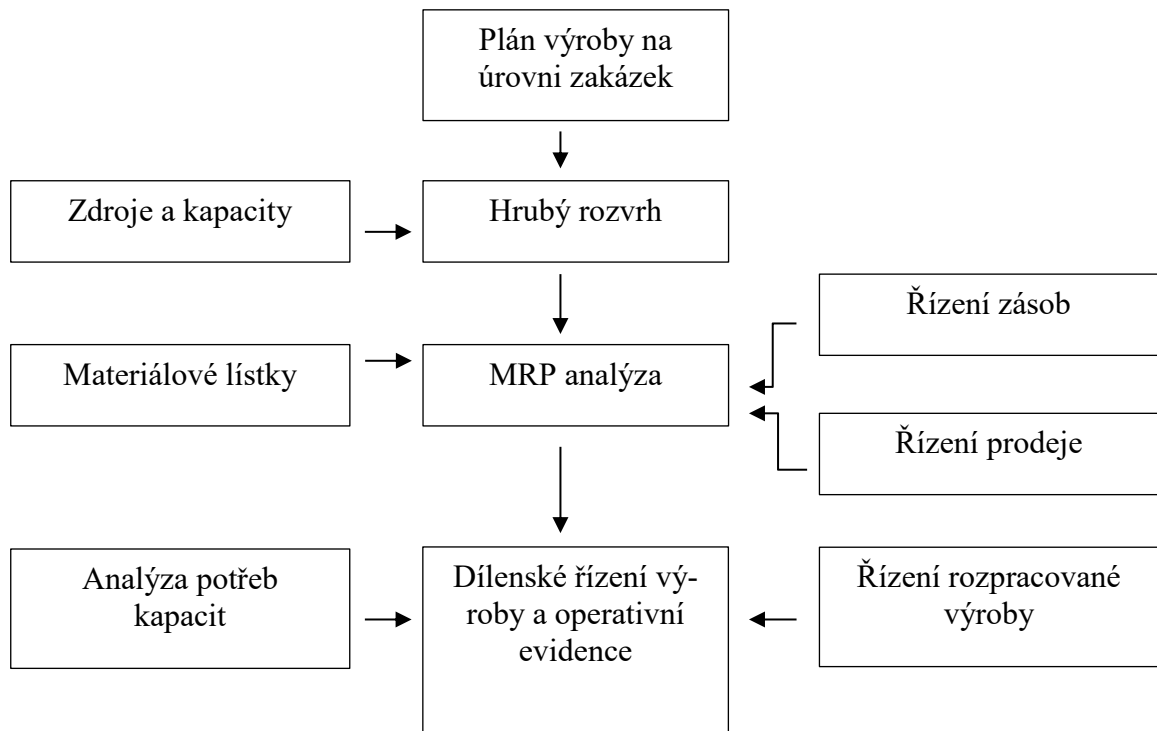 Plán výroby na
úrovni zakázek
Zdroje a kapacity
Hrubý rozvrh
Řízení zásob
Materiálové lístky
MRP analýza
Řízení prodeje
Analýza potřeb
kapacit
Dílenské řízení vý-
roby a operativní
evidence
Řízení rozpracované
výroby